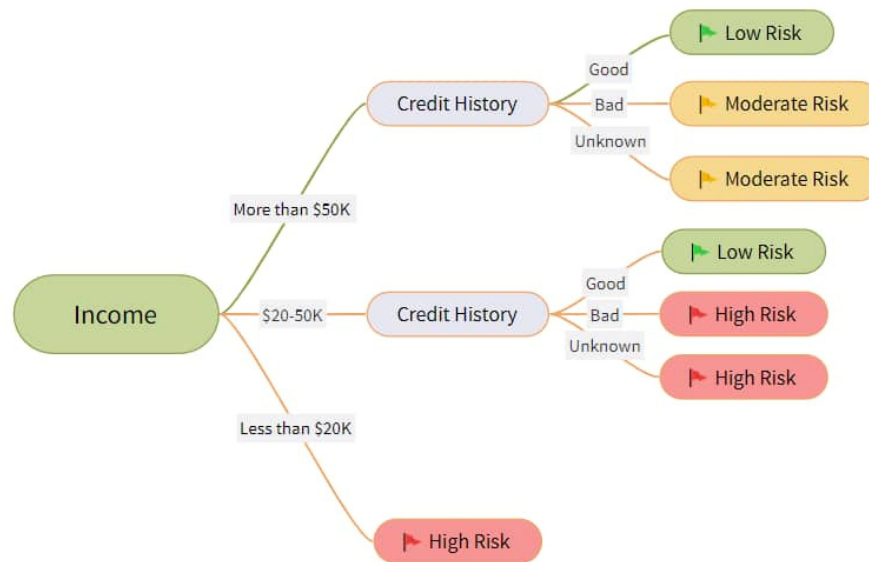 Low Risk
Good
Credit History
Bad
Moderate Risk
Unknown
Moderate Risk
More than $50K
Low Risk
Good
Income
$20-50K
Credit History
Bad
High Risk
Unknown
High Risk
Less than $20K
High Risk